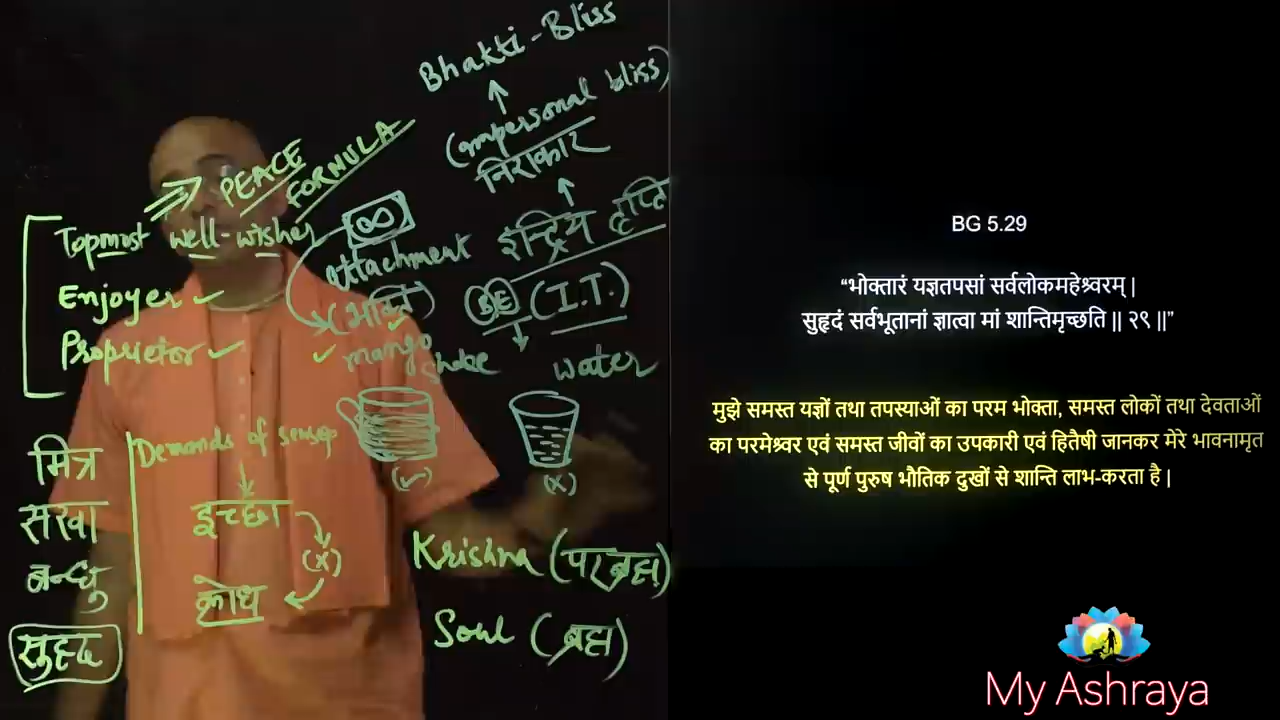 Bhakti-Bliss
(impersonal bliss)
निराकार
⇒ PEACE
FORMULA
Topmost well-wisher
Enjoyer ✓
Proprietor ✓
∞
attachment
इन्द्रिय तृप्ति
BE (I.T.)
✓ mango
shake
water
(✓)
(x)
मित्र
सखा
बन्धु
सुहृद
Demands of senses
इच्छा
(x)
क्रोध
Krishna (परब्रह्म)
Soul (ब्रह्म)
BG 5.29
“भोक्तारं यज्ञतपसां सर्वलोकमहेश्र्वरम् |
सुहृदं सर्वभूतानां ज्ञात्वा मां शान्तिमृच्छति || २९ ||”
मुझे समस्त यज्ञों तथा तपस्याओं का परम भोक्ता, समस्त लोकों तथा देवताओं
का परमेश्र्वर एवं समस्त जीवों का उपकारी एवं हितैषी जानकर मेरे भावनामृत
से पूर्ण पुरुष भौतिक दुखों से शान्ति लाभ-करता है |
My Ashraya